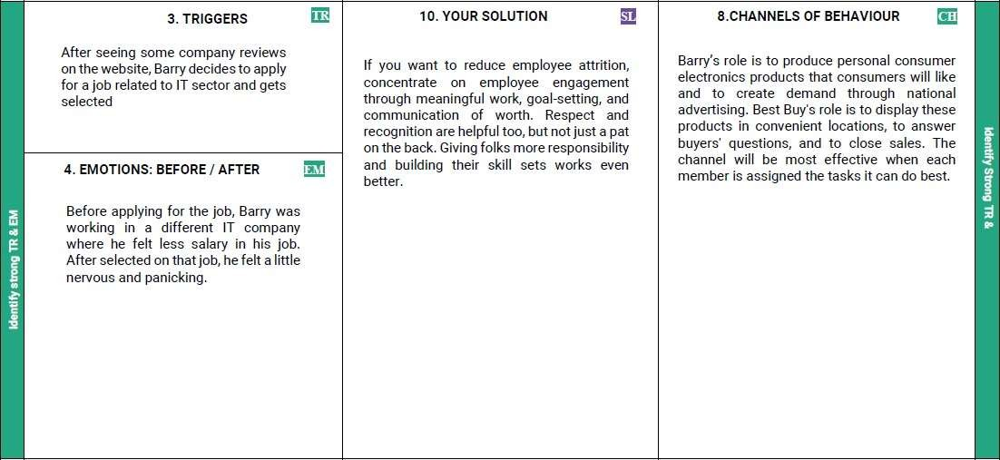 3. TRIGGERS
TR
After seeing some company reviews
on the website, Barry decides to apply
for a job related to IT sector and gets
selected
4. EMOTIONS: BEFORE / AFTER
EM
Before applying for the job, Barry was
working in a different IT company
where he felt less salary in his job.
After selected on that job, he felt a little
nervous and panicking.
10. YOUR SOLUTION
SL
If you want to reduce employee attrition,
concentrate on employee engagement
through meaningful work, goal-setting, and
communication of worth. Respect and
recognition are helpful too, but not just a pat
on the back. Giving folks more responsibility
and building their skill sets works even
better.
8.CHANNELS OF BEHAVIOUR
CH
Barry’s role is to produce personal consumer
electronics products that consumers will like
and to create demand through national
advertising. Best Buy's role is to display these
products in convenient locations, to answer
buyers' questions, and to close sales. The
channel will be most effective when each
member is assigned the tasks it can do best.
Identify strong TR & EM
Identify Strong TR &